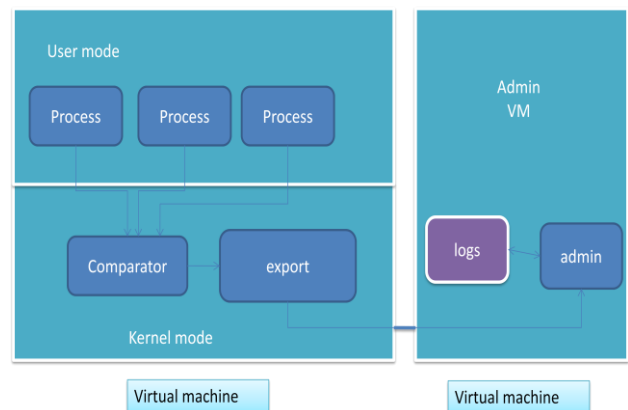 User mode
Process
Process
Process
Comparator
export
Kernel mode
Virtual machine
Admin
VM
logs
admin
Virtual machine